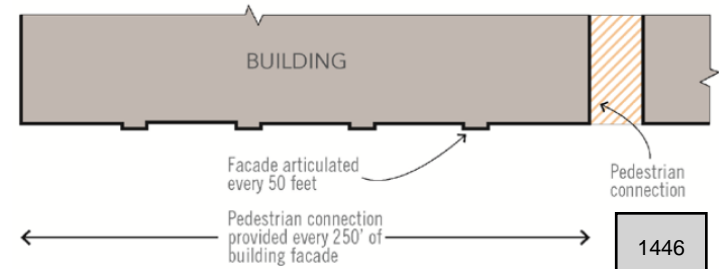 BUILDING
Facade articulated
every 50 feet
Pedestrian
connection
Pedestrian connection
provided every 250' of
building facade
1446